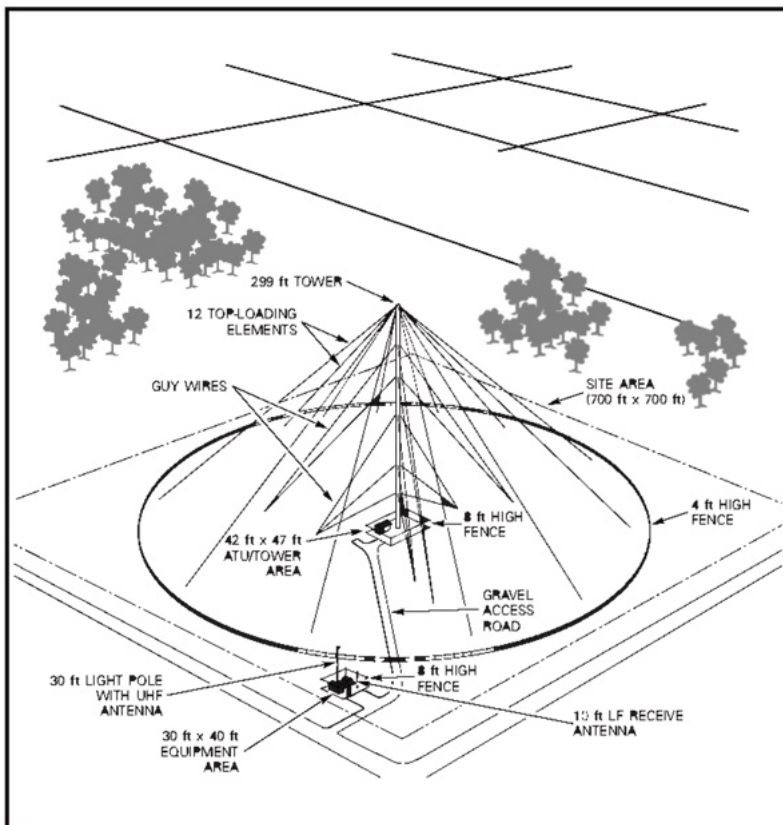 299 ft TOWER
12 TOP-LOADING
ELEMENTS
GUY WIRES
SITE AREA
(700 ft x 700 ft)
42 ft x 47 ft
ATU/TOWER
AREA
8 ft HIGH
FENCE
4 ft HIGH
FENCE
GRAVEL
ACCESS
ROAD
30 ft LIGHT POLE
WITH UHF
ANTENNA
8 ft HIGH
FENCE
30 ft x 40 ft
EQUIPMENT
AREA
ft LF RECEIVE
ANTENNA